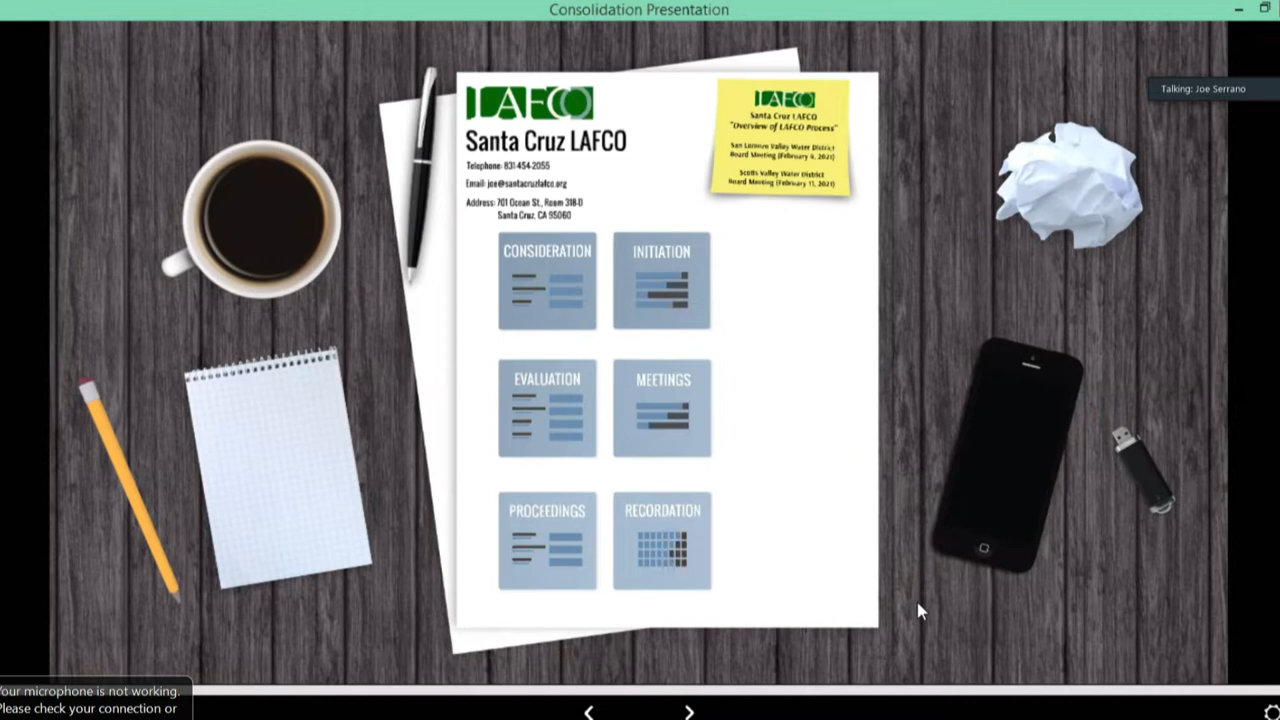 Consolidation Presentation
Talking: Joe Serrano
LAFCO
Santa Cruz LAFCO
Telephone: 831-454-2055
Email: joe@santacruzlafco.org
Address: 701 Ocean St., Room 318-D
Santa Cruz, CA 95060
LAFCO
Santa Cruz LAFCO
"Overview of LAFCO Process"
San Lorenzo Valley Water District
Board Meeting (February 4, 2021)
Scotts Valley Water District
Board Meeting (February 11, 2021)
CONSIDERATION
INITIATION
EVALUATION
MEETINGS
PROCEEDINGS
RECORDATION
Your microphone is not working.
Please check your connection or